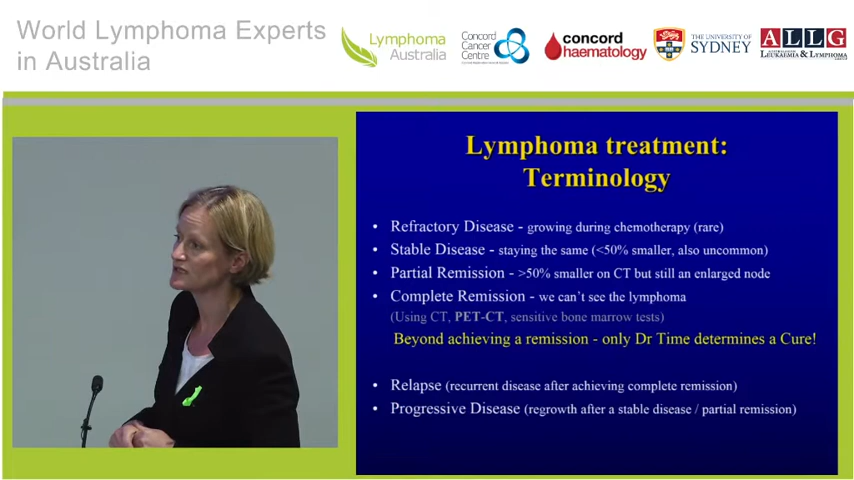 World Lymphoma Experts
in Australia
Lymphoma
Australia
Concord
Cancer
Centre
concord
haematology
THE UNIVERSITY OF
SYDNEY
ALLG
LEUKAEMIA & LYMPHOMA
Lymphoma treatment:
Terminology
• Refractory Disease - growing during chemotherapy (rare)
• Stable Disease - staying the same (<50% smaller, also uncommon)
• Partial Remission - >50% smaller on CT but still an enlarged node
• Complete Remission - we can't see the lymphoma
(Using CT, PET-CT, sensitive bone marrow tests)
Beyond achieving a remission - only Dr Time determines a Cure!
• Relapse (recurrent disease after achieving complete remission)
• Progressive Disease (regrowth after a stable disease / partial remission)